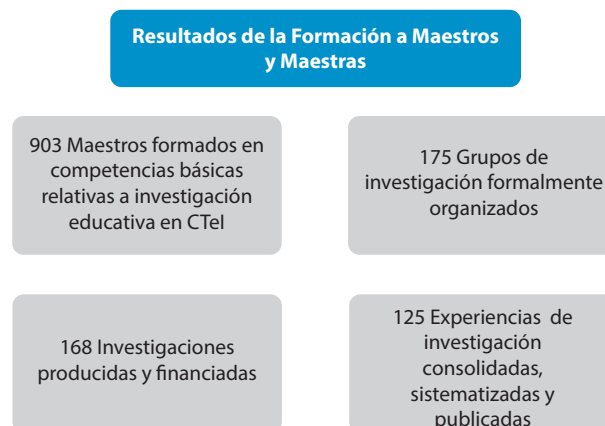 Resultados de la Formación a Maestros
y Maestras
903 Maestros formados en
competencias básicas
relativas a investigación
educativa en CTeI
175 Grupos de
investigación formalmente
organizados
168 Investigaciones
producidas y financiadas
125 Experiencias de
investigación
consolidadas,
sistematizadas y
publicadas